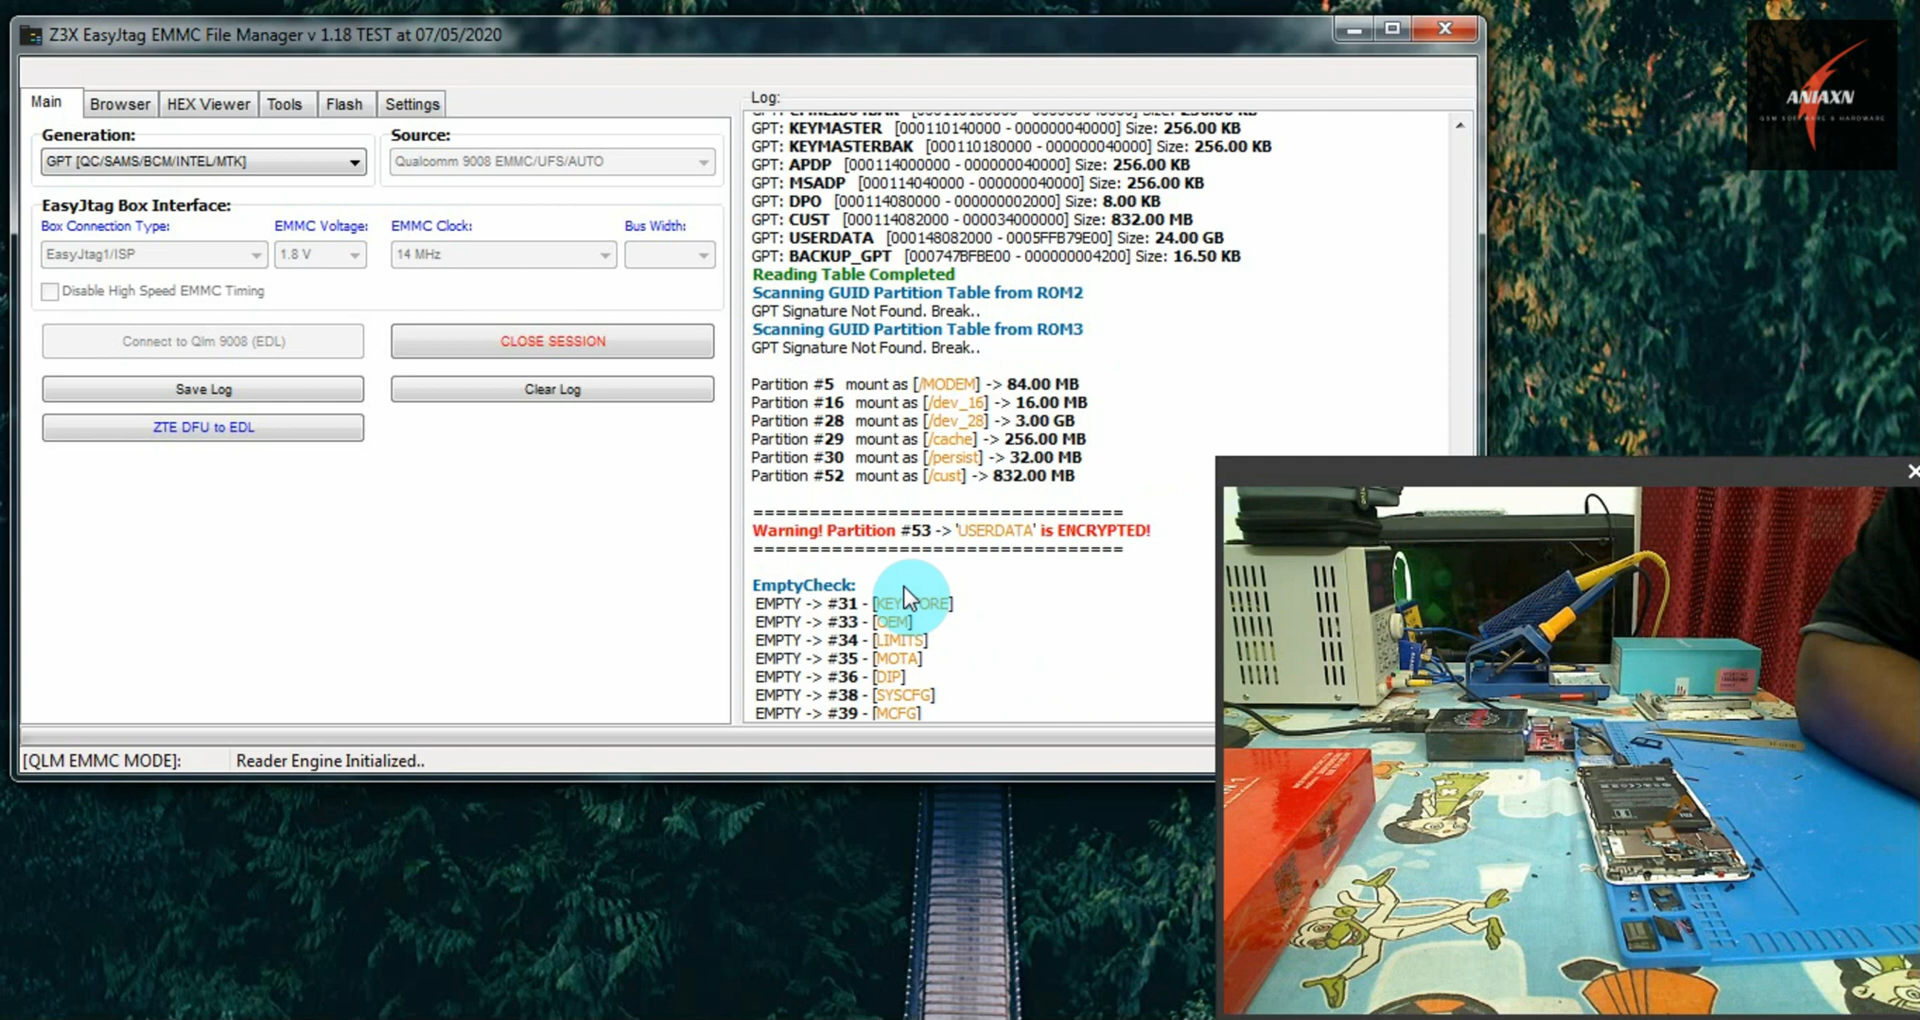 Z3X EasyJtag EMMC File Manager v 1.18 TEST at 07/05/2020
Main Browser HEX Viewer Tools Flash Settings
Generation:
GPT [QC/SAMS/BCM/INTEL/MTK]
Source:
Qualcomm 9008 EMMC/UFS/AUTO
EasyJtag Box Interface:
Box Connection Type: EMMC Voltage: EMMC Clock: Bus Width:
EasyJtag1/ISP 1.8 V 14 MHz
Disable High Speed EMMC Timing
Connect to Qlm 9008 (EDL) CLOSE SESSION
Save Log Clear Log
ZTE DFU to EDL
Log:
GPT: KEYMASTER [000110140000 - 000000040000] Size: 256.00 KB
GPT: KEYMASTERBAK [000110180000 - 000000040000] Size: 256.00 KB
GPT: APDP [000114000000 - 000000040000] Size: 256.00 KB
GPT: MSADP [000114040000 - 000000040000] Size: 256.00 KB
GPT: DPO [000114080000 - 000000002000] Size: 8.00 KB
GPT: CUST [000114082000 - 000034000000] Size: 832.00 MB
GPT: USERDATA [000148082000 - 0005FFB79E00] Size: 24.00 GB
GPT: BACKUP_GPT [000747BFBE00 - 000000004200] Size: 16.50 KB
Reading Table Completed
Scanning GUID Partition Table from ROM2
GPT Signature Not Found. Break..
Scanning GUID Partition Table from ROM3
GPT Signature Not Found. Break..
Partition #5 mount as [/MODEM] -> 84.00 MB
Partition #16 mount as [/dev_16] -> 16.00 MB
Partition #28 mount as [/dev_28] -> 3.00 GB
Partition #29 mount as [/cache] -> 256.00 MB
Partition #30 mount as [/persist] -> 32.00 MB
Partition #52 mount as [/cust] -> 832.00 MB
=================================
Warning! Partition #53 -> 'USERDATA' is ENCRYPTED!
=================================
EmptyCheck:
EMPTY -> #31 -
EMPTY -> #33 - [OEM]
EMPTY -> #34 - [LIMITS]
EMPTY -> #35 - [MOTA]
EMPTY -> #36 - [DIP]
EMPTY -> #38 - [SYSCFG]
EMPTY -> #39 - [MCFG]
[QLM EMMC MODE]: Reader Engine Initialized..
ANIAXN
GSM SOFTWARE & HARDWARE